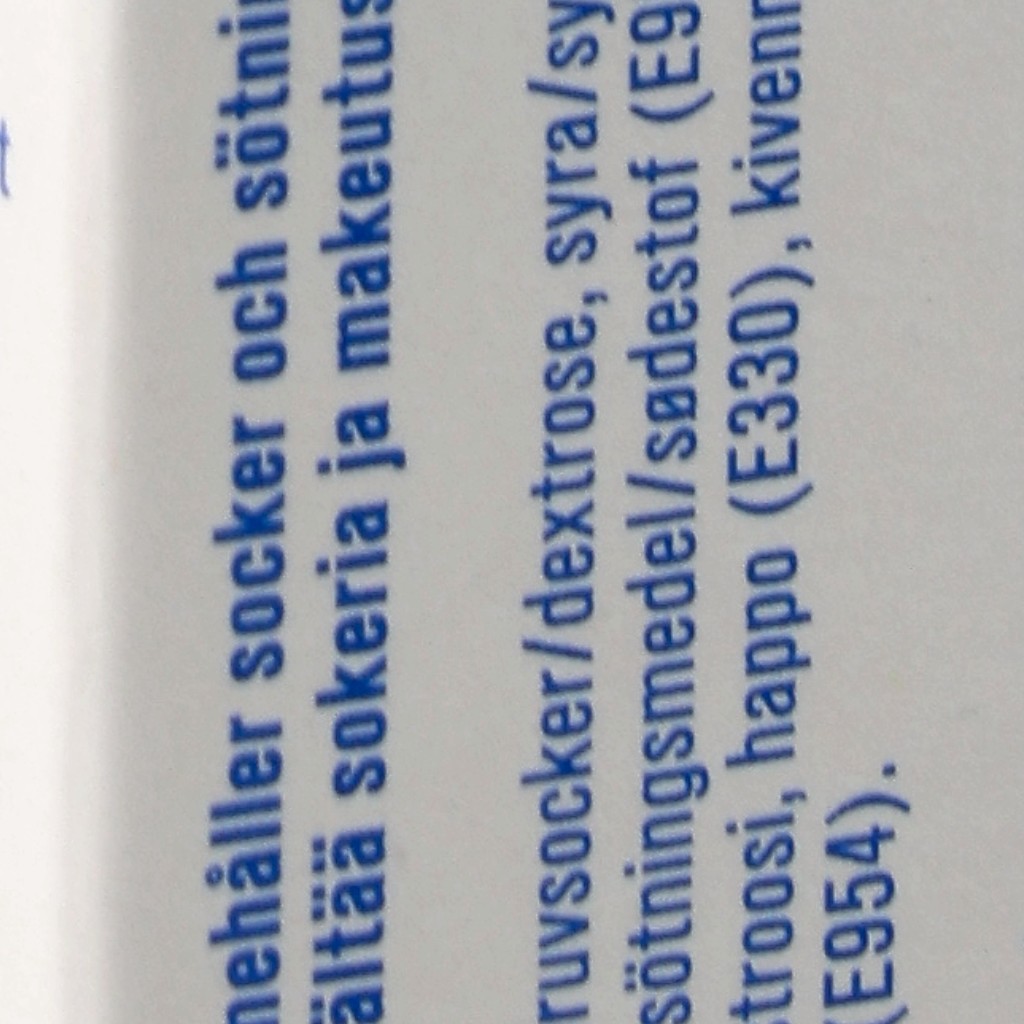 nehåller socker och sötnin
ältää sokeria ja makeutus
ruvsocker/dextrose, syra/sy
sötningsmedel/sødestof (E9
troosi, happo (E330), kivenn
(E954).
t